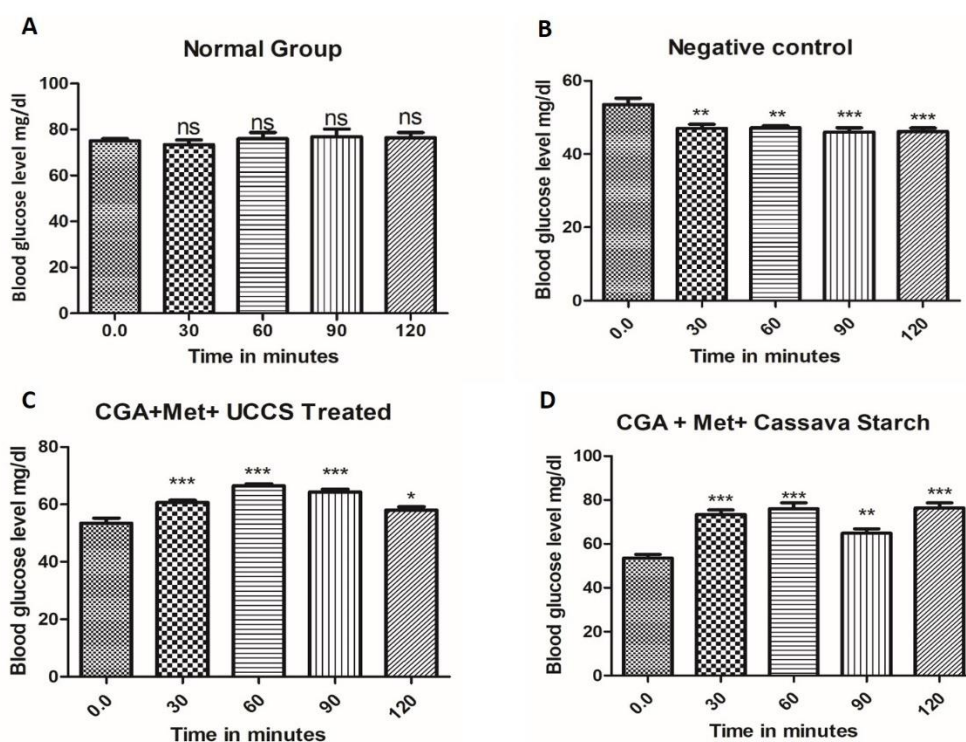 A
Normal Group
Blood glucose level mg/dl
100
80
60
40
20
0
ns
ns
ns
ns
0.0
30
60
90
120
Time in minutes
B
Negative control
Blood glucose level mg/dl
60
40
20
0
**
**
***
***
0.0
30
60
90
120
Time in minutes
C
CGA+Met+ UCCS Treated
Blood glucose level mg/dl
80
60
40
20
0
***
***
***
*
0.0
30
60
90
120
Time in minutes
D
CGA + Met+ Cassava Starch
Blood glucose level mg/dl
100
80
60
40
20
0
***
***
**
***
0.0
30
60
90
120
Time in minutes